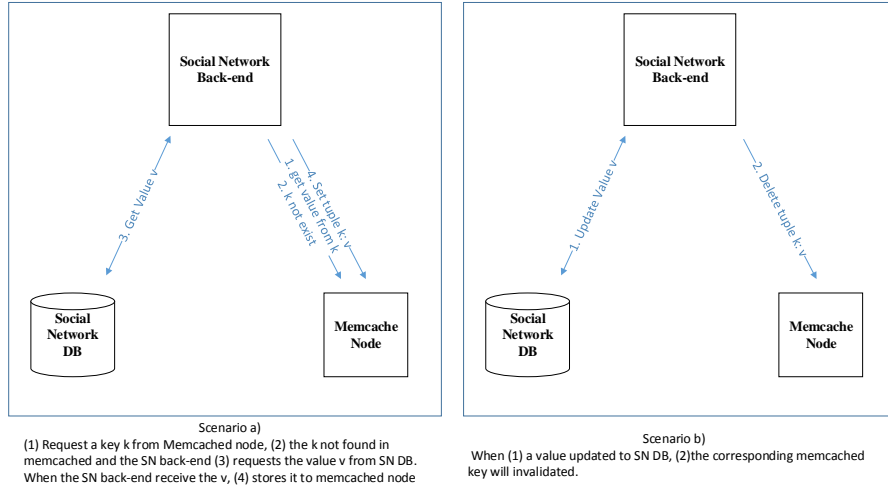 Social Network
Back-end
3. Get Value v
4. Set tuple k: v
1. get value from k
2. k not exist
Social
Network
DB
Memcache
Node
Scenario a)
(1) Request a key k from Memcached node, (2) the k not found in
memcached and the SN back-end (3) requests the value v from SN DB.
When the SN back-end receive the v, (4) stores it to memcached node
Social Network
Back-end
1. Update Value v
2. Delete tuple k: v
Social
Network
DB
Memcache
Node
Scenario b)
When (1) a value updated to SN DB, (2)the corresponding memcached
key will invalidated.